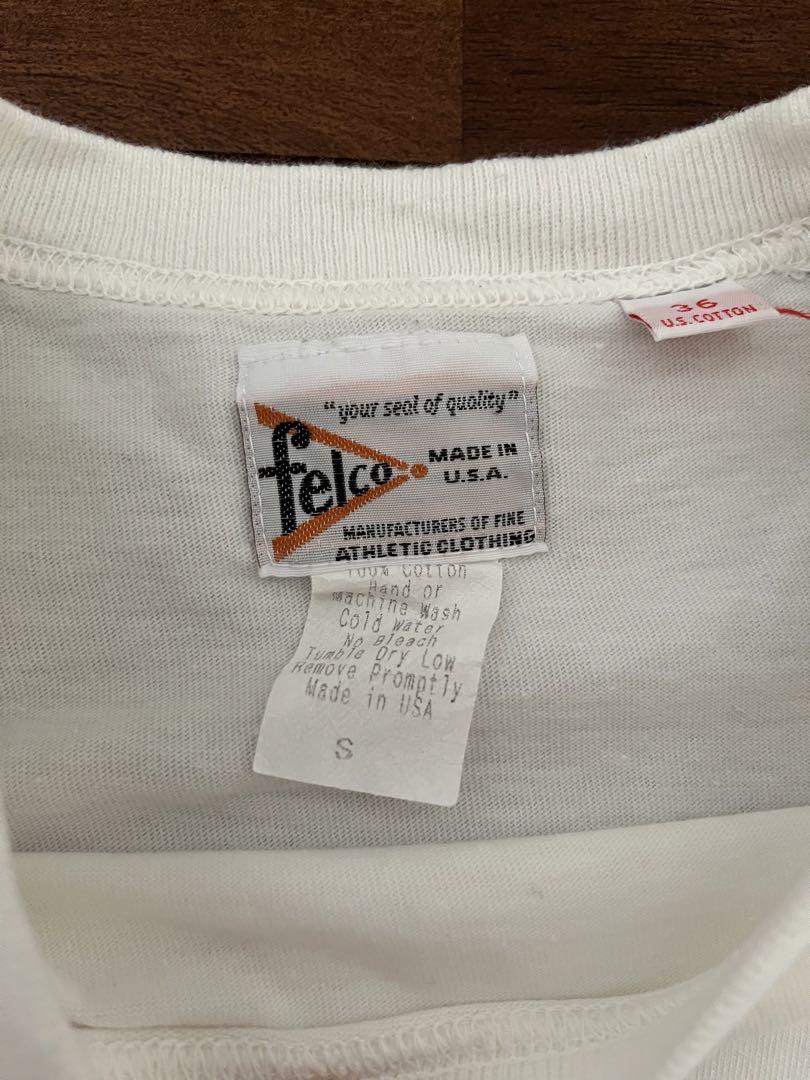 36
U.S. COTTON
"your seal of quality"
felco
MADE IN
U.S.A.
MANUFACTURERS OF FINE
ATHLETIC CLOTHING
100% Cotton
Hand or
Machine Wash
Cold Water
No Bleach
Tumble Dry Low
Remove Promptly
Made in USA
S